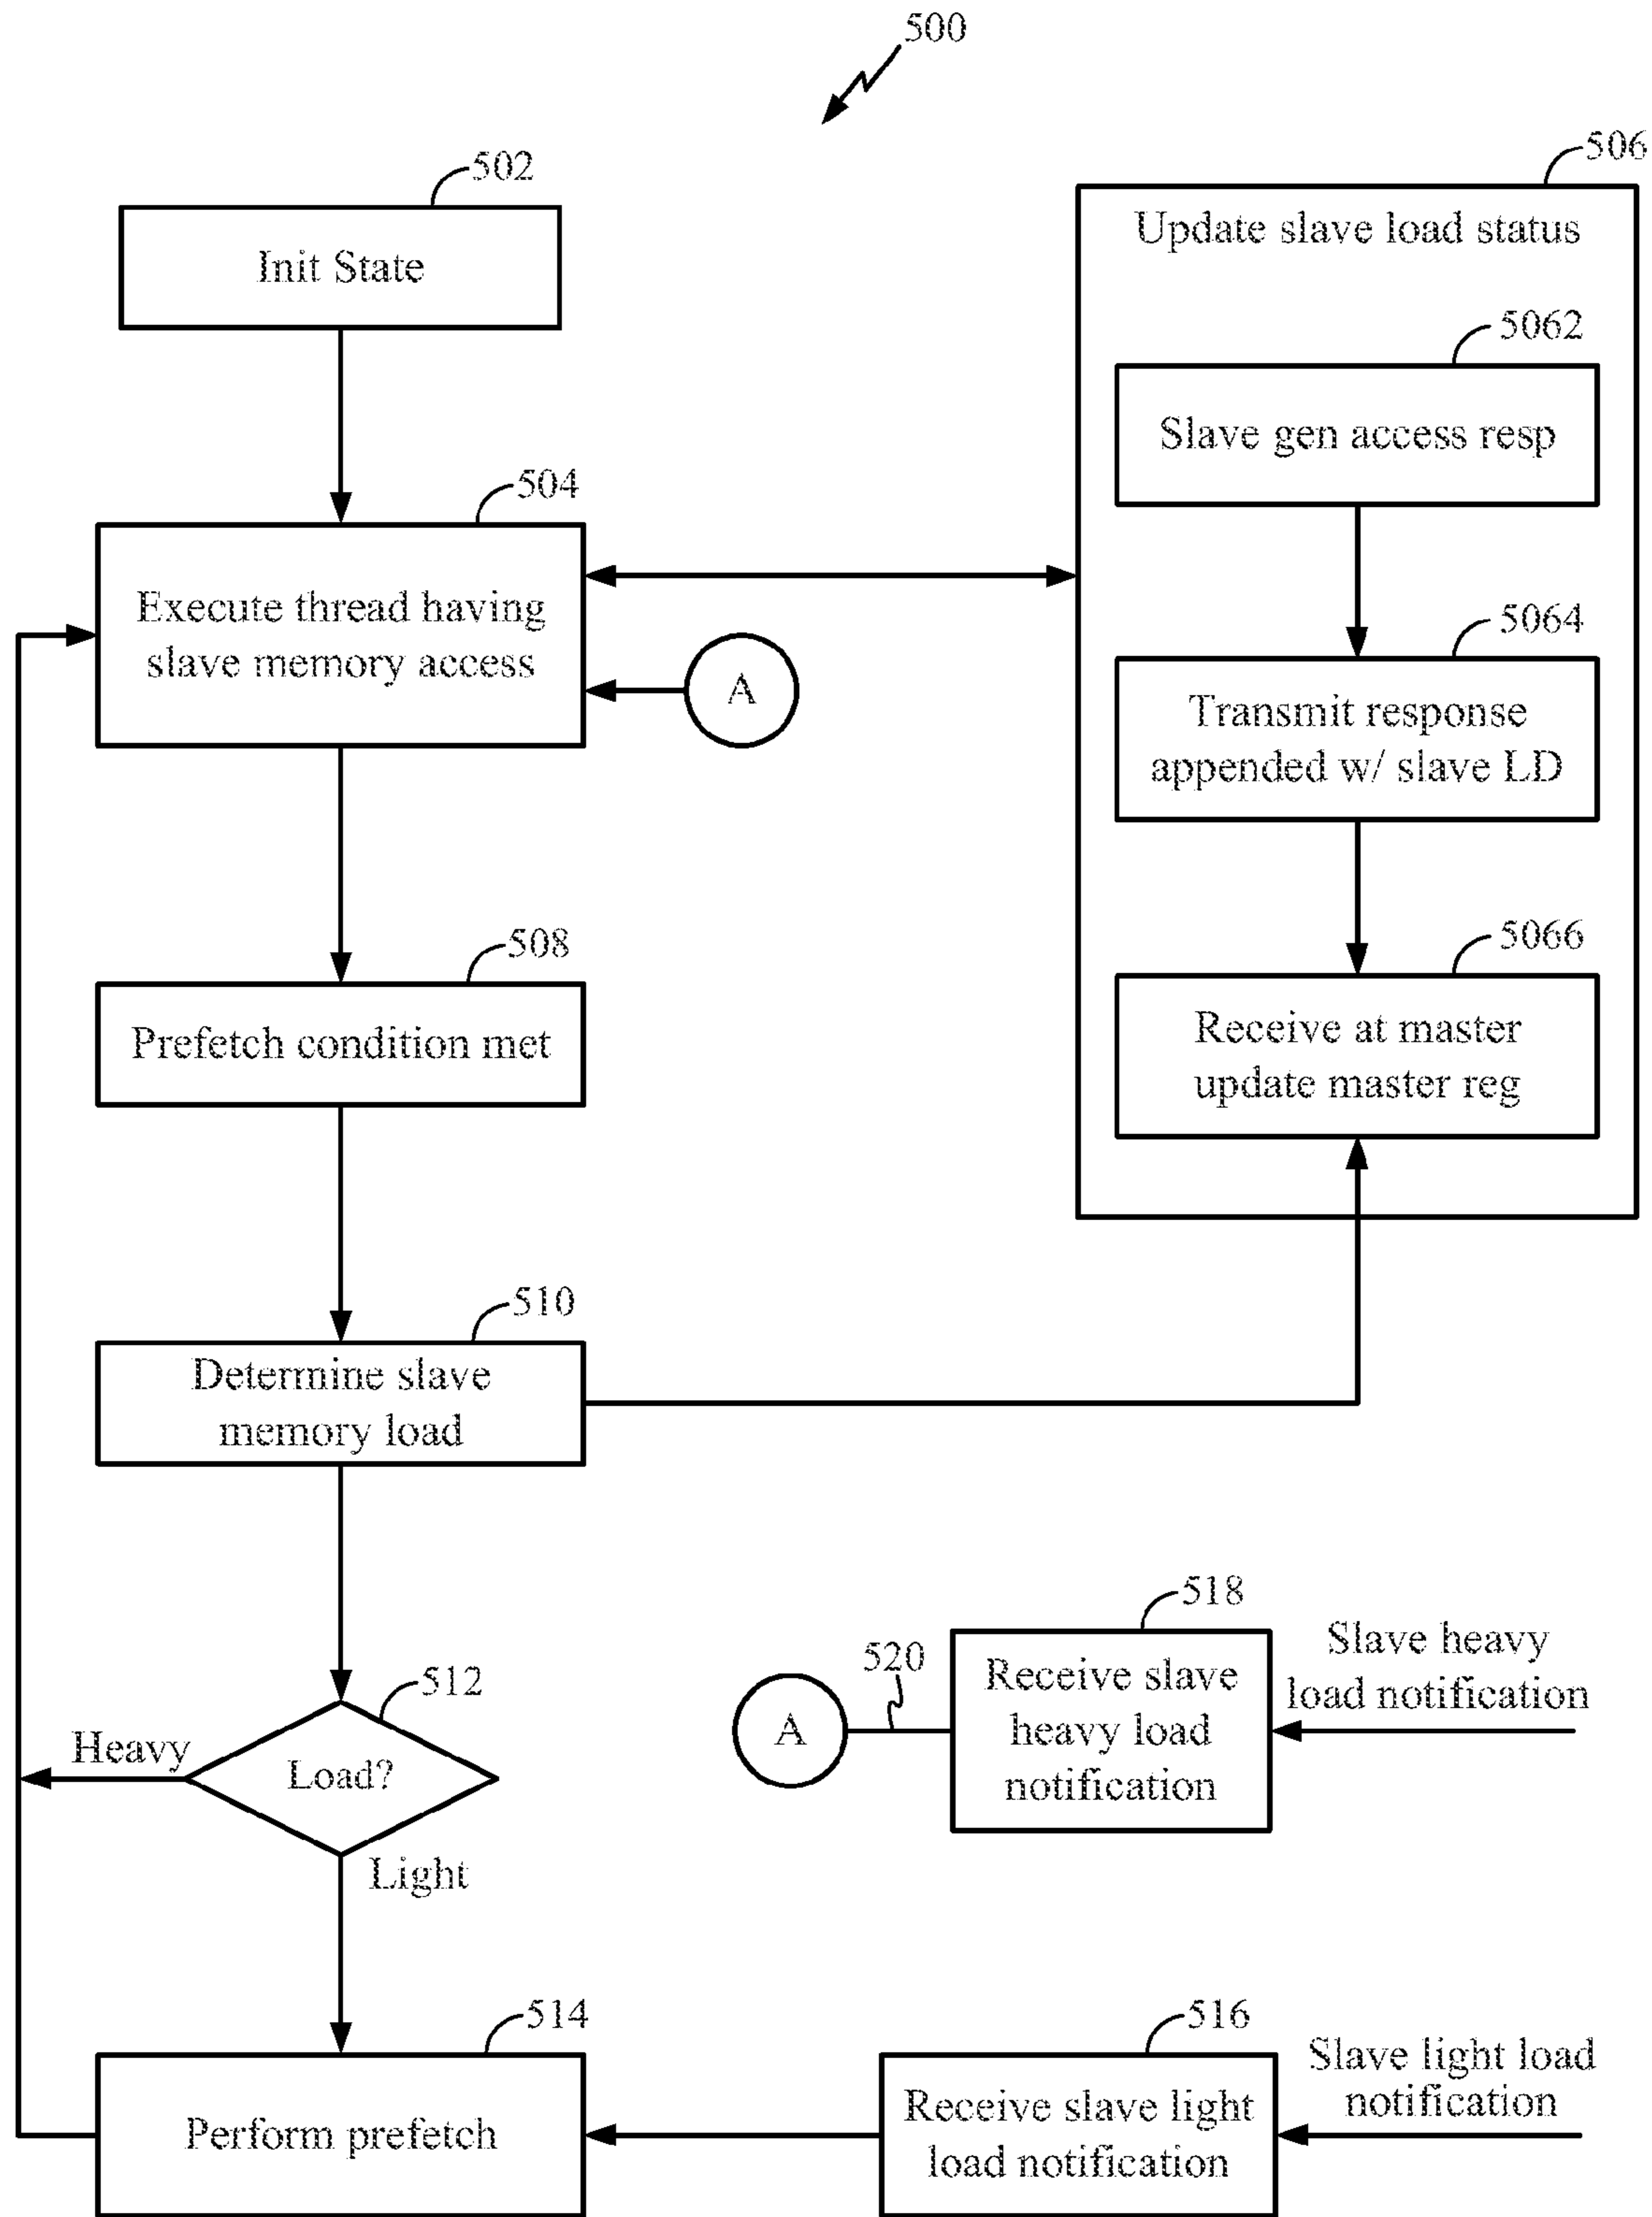 500
502
Init State
504
Execute thread having
slave memory access
A
508
Prefetch condition met
510
Determine slave
memory load
512
Load?
Heavy
Light
514
Perform prefetch
506
Update slave load status
5062
Slave gen access resp
5064
Transmit response
appended w/ slave LD
5066
Receive at master
update master reg
518
Receive slave
heavy load
notification
520
A
Slave heavy
load notification
516
Receive slave light
load notification
Slave light load
notification